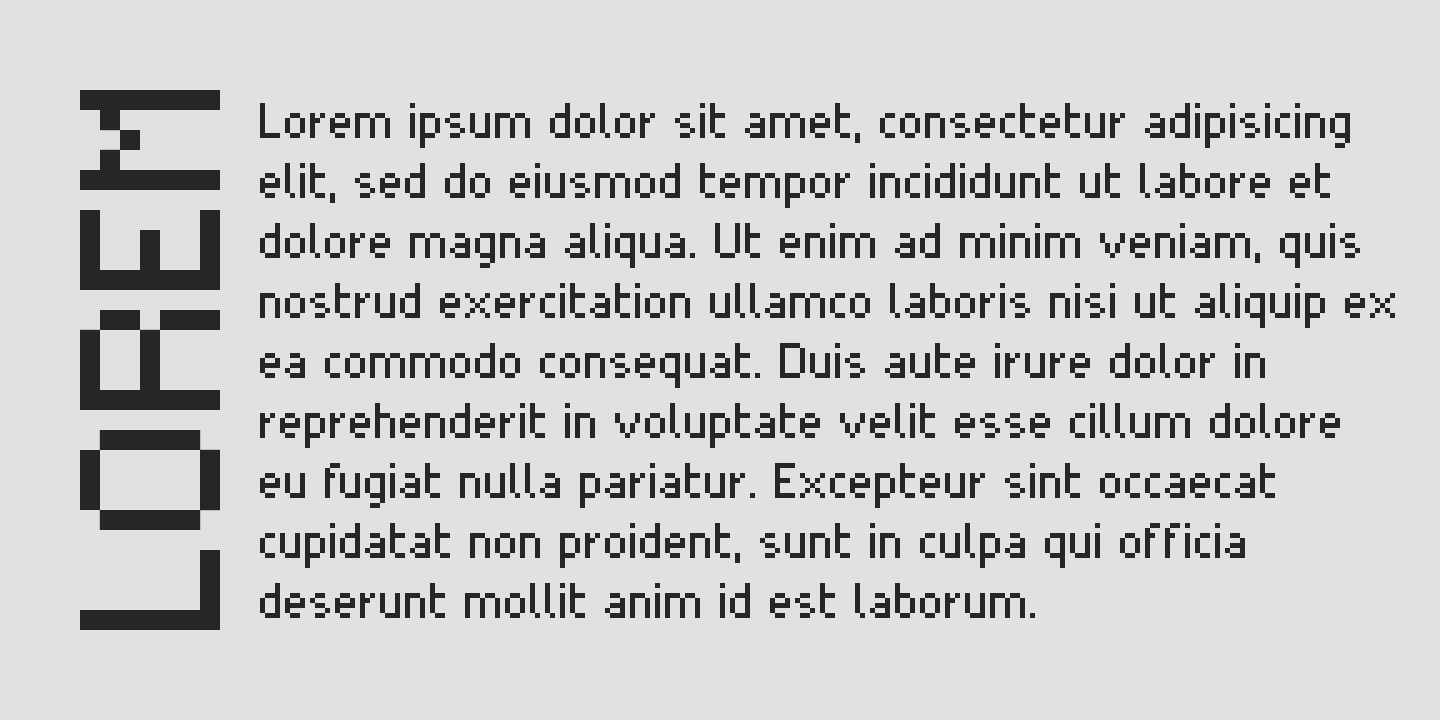 LOREM
Lorem ipsum dolor sit amet, consectetur adipisicing
elit, sed do eiusmod tempor incididunt ut labore et
dolore magna aliqua. Ut enim ad minim veniam, quis
nostrud exercitation ullamco laboris nisi ut aliquip ex
ea commodo consequat. Duis aute irure dolor in
reprehenderit in voluptate velit esse cillum dolore
eu fugiat nulla pariatur. Excepteur sint occaecat
cupidatat non proident, sunt in culpa qui officia
deserunt mollit anim id est laborum.